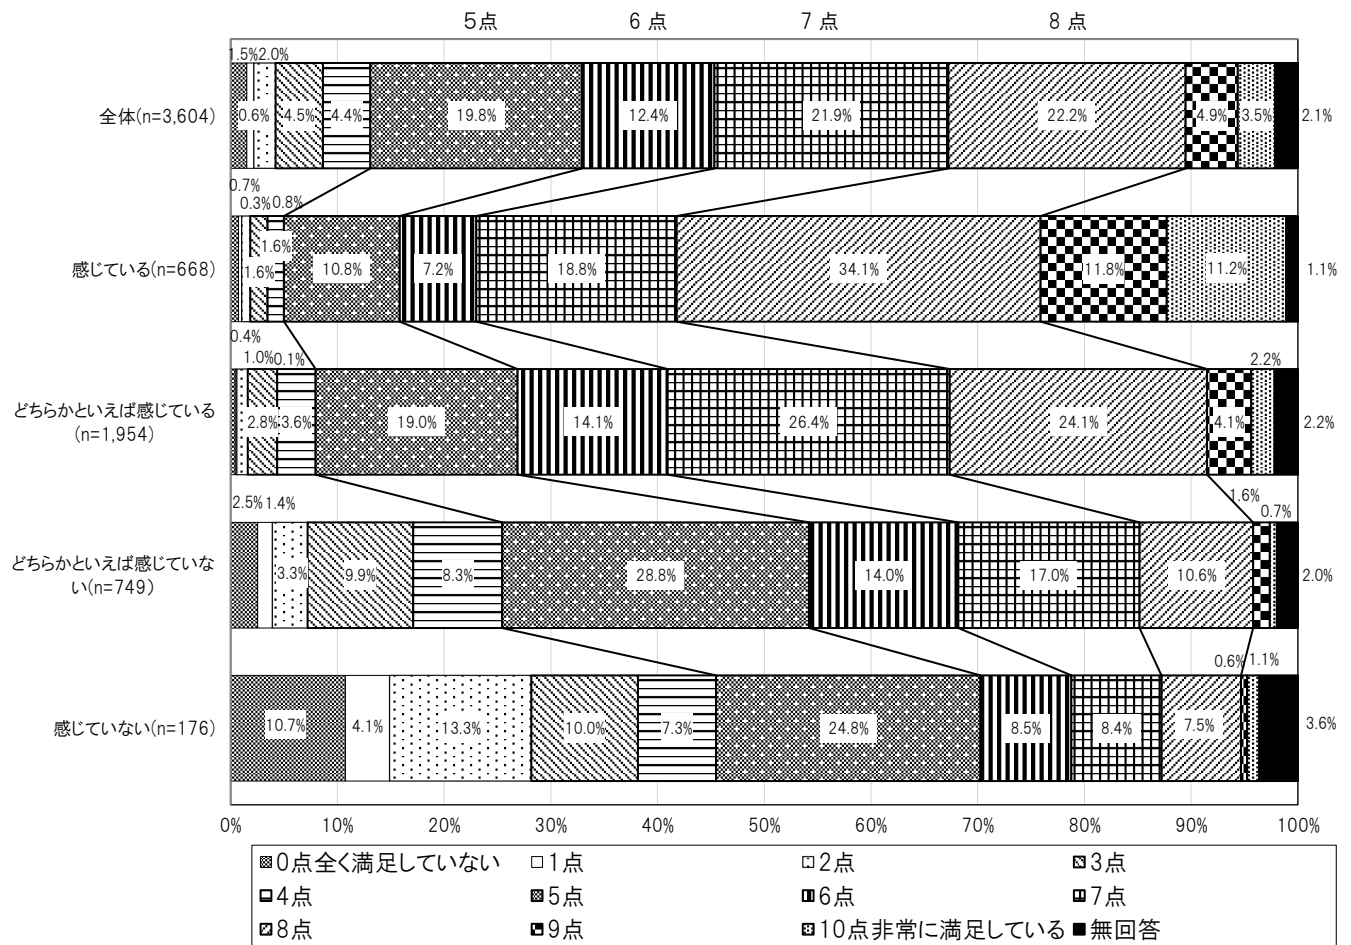 5点 6 点 7 点 8 点
1.5% 2.0%
全体(n=3,604) 0.6% 4.5% 4.4% 19.8% 12.4% 21.9% 22.2% 4.9% 3.5% 2.1%
0.7%
0.3% 0.8%
1.6%
感じている(n=668) 1.6% 10.8% 7.2% 18.8% 34.1% 11.8% 11.2% 1.1%
0.4%
1.0% 0.1% 2.2%
どちらかといえば感じている
(n=1,954) 2.8% 3.6% 19.0% 14.1% 26.4% 24.1% 4.1% 2.2%
1.6%
2.5% 1.4% 0.7%
どちらかといえば感じていな
い(n=749) 3.3% 9.9% 8.3% 28.8% 14.0% 17.0% 10.6% 2.0%
0.6% 1.1%
感じていない(n=176) 10.7% 4.1% 13.3% 10.0% 7.3% 24.8% 8.5% 8.4% 7.5% 3.6%
0% 10% 20% 30% 40% 50% 60% 70% 80% 90% 100%
0点全く満足していない 1点 2点 3点
4点 5点 6点 7点
8点 9点 10点非常に満足している 無回答